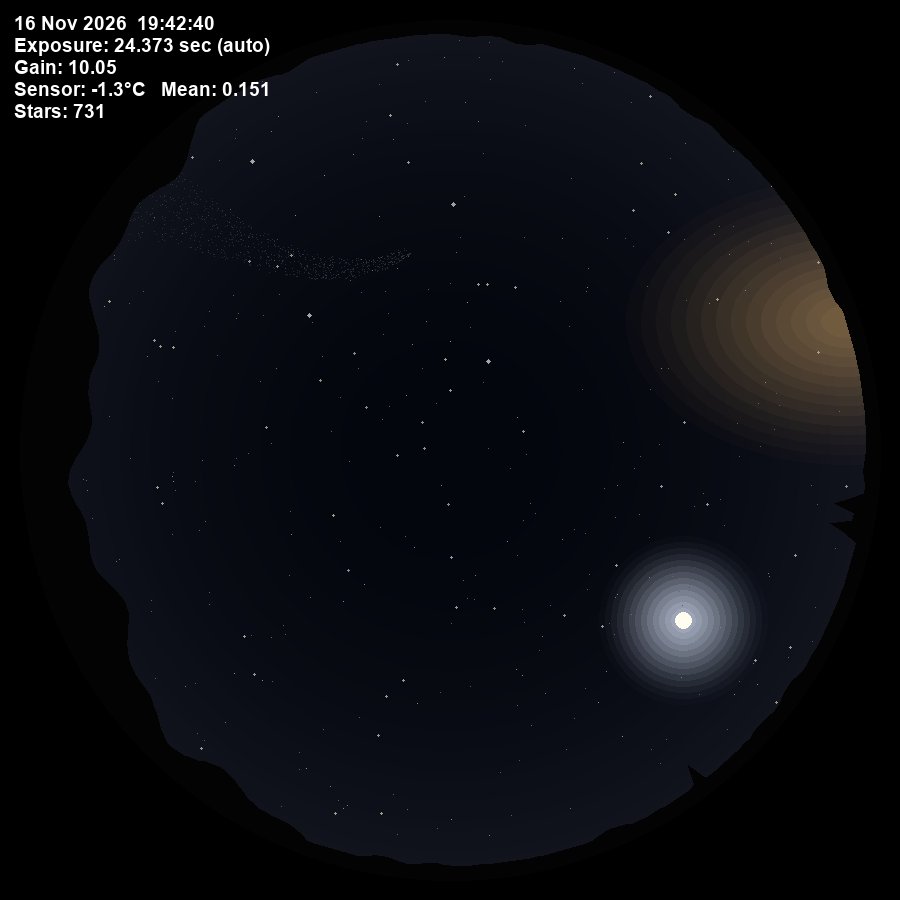 16 Nov 2026 19:42:40
Exposure: 24.373 sec (auto)
Gain: 10.05
Sensor: -1.3°C Mean: 0.151
Stars: 731